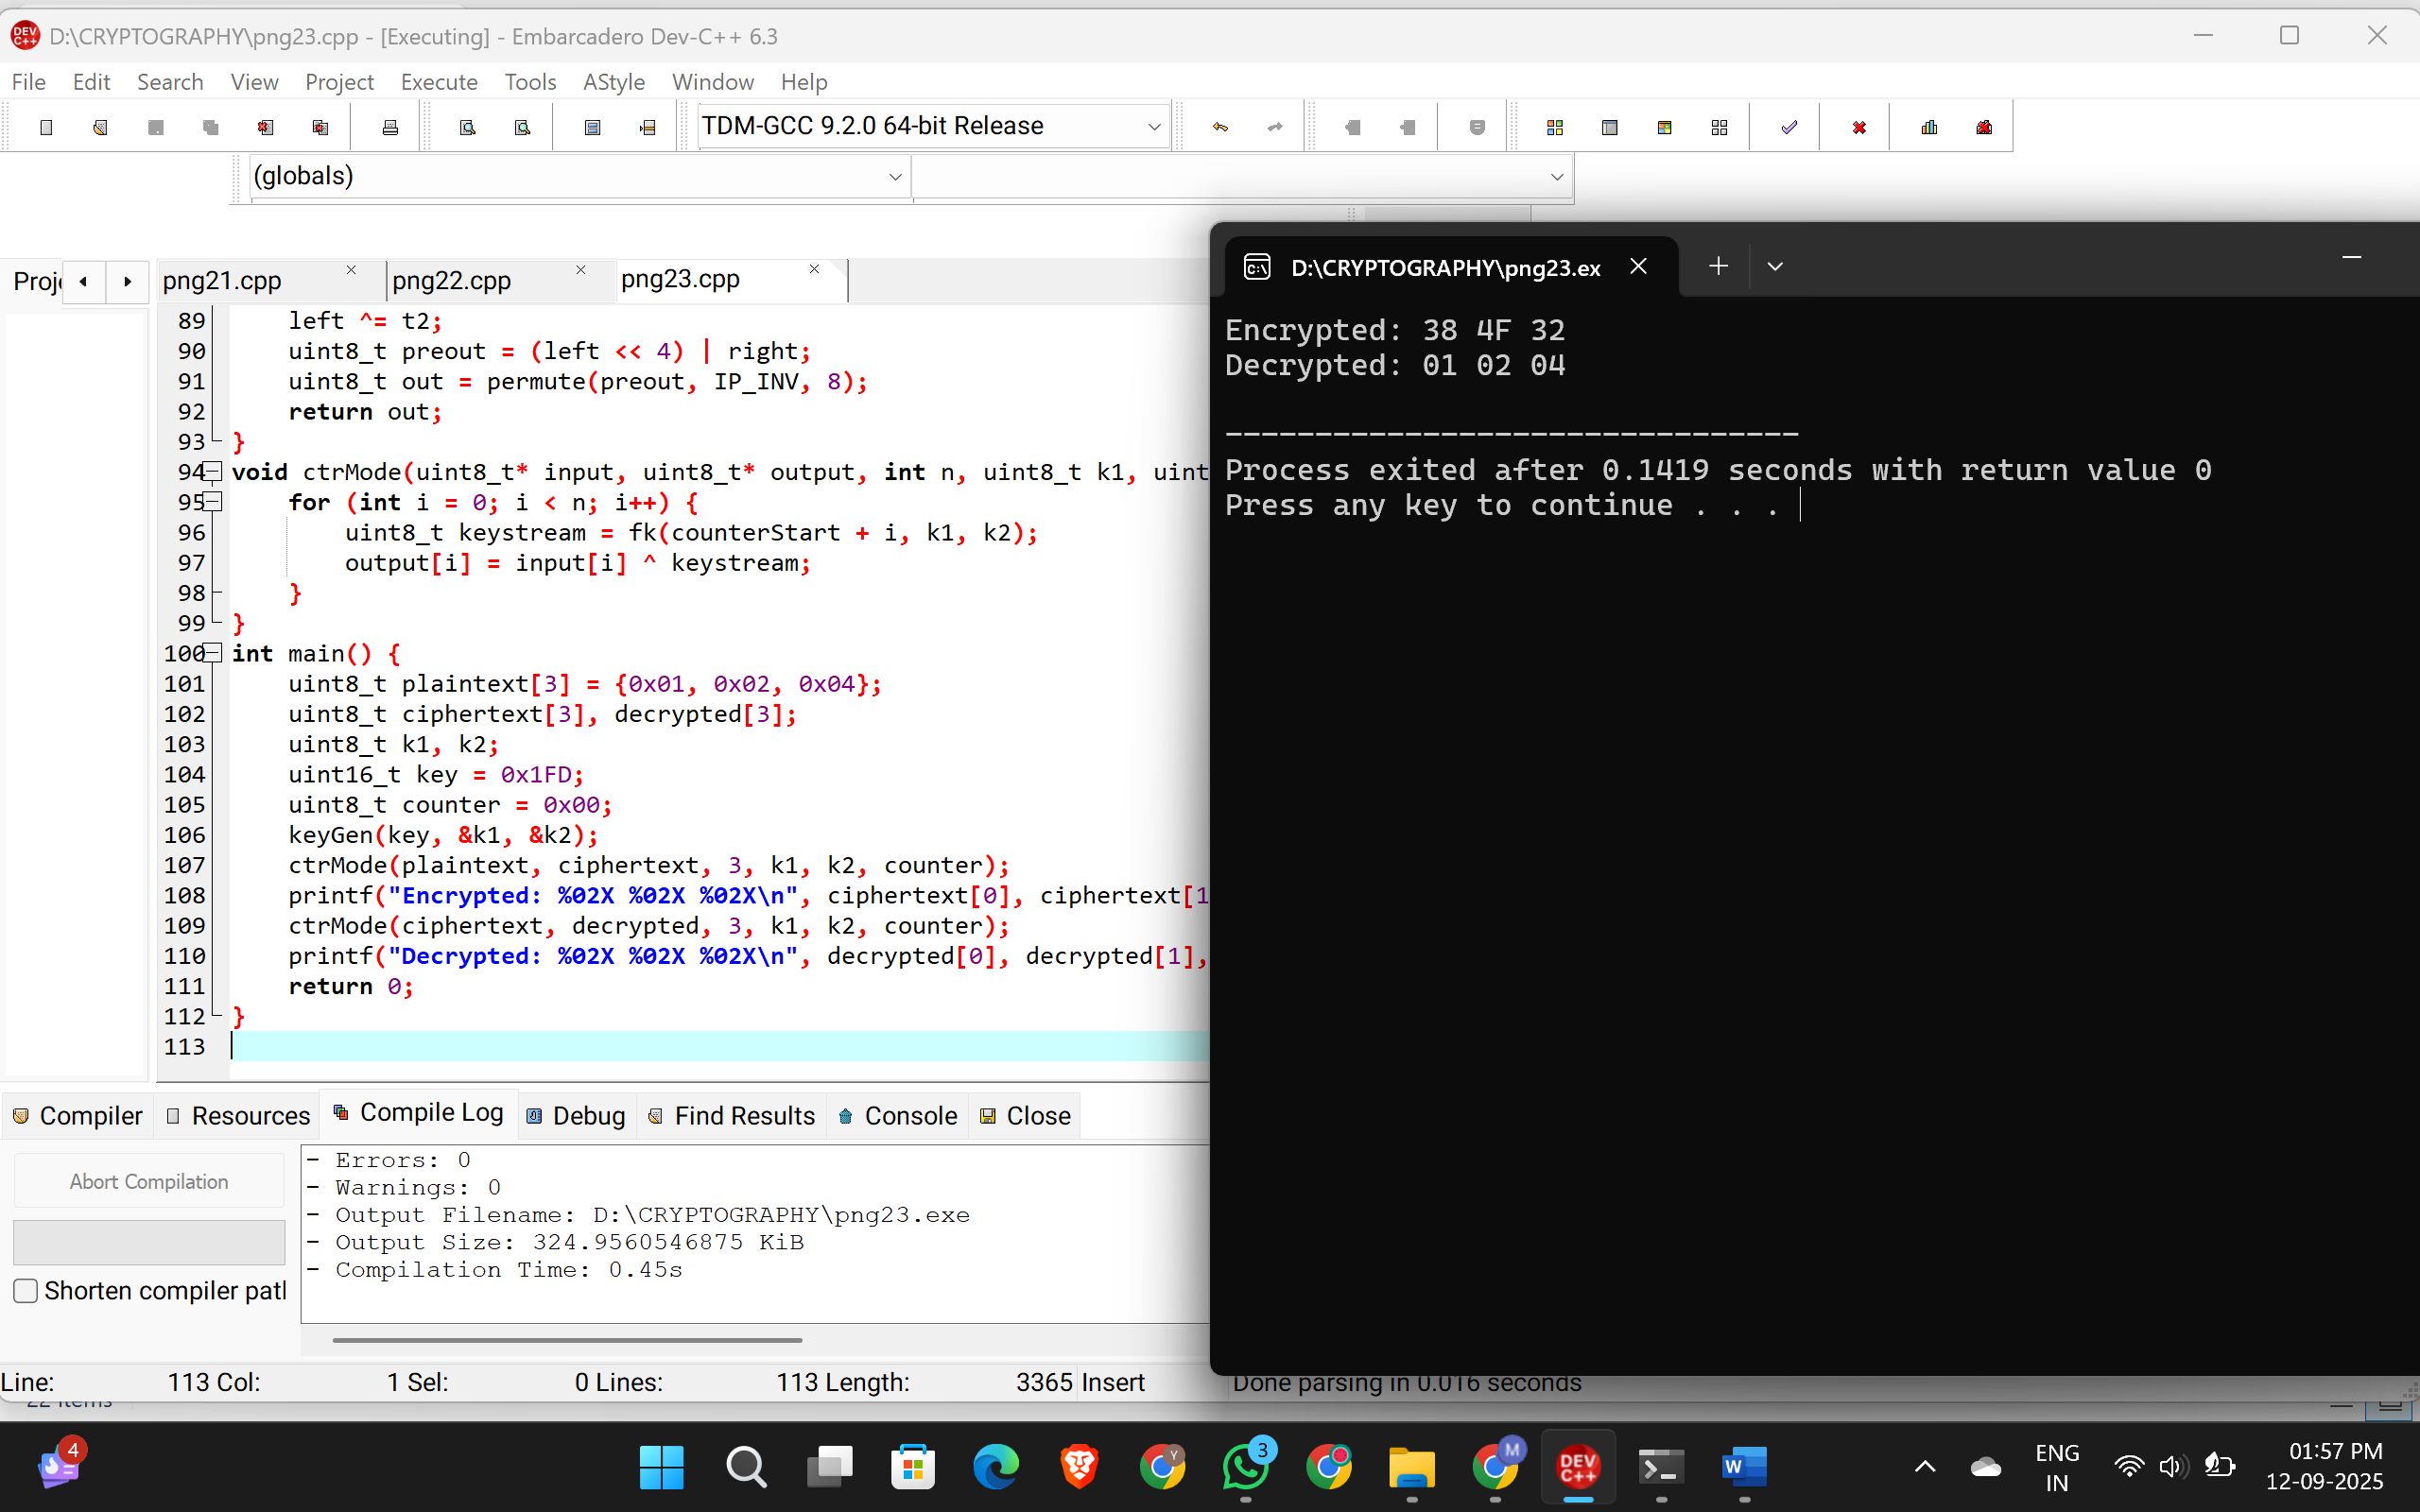 D:\CRYPTOGRAPHY\png23.cpp - [Executing] - Embarcadero Dev-C++ 6.3
File Edit Search View Project Execute Tools AStyle Window Help
TDM-GCC 9.2.0 64-bit Release
(globals)
png21.cpp png22.cpp png23.cpp
89 left ^= t2;
90 uint8_t preout = (left << 4) | right;
91 uint8_t out = permute(preout, IP_INV, 8);
92 return out;
93 }
94 void ctrMode(uint8_t* input, uint8_t* output, int n, uint8_t k1, uint
95 for (int i = 0; i < n; i++) {
96 uint8_t keystream = fk(counterStart + i, k1, k2);
97 output[i] = input[i] ^ keystream;
98 }
99 }
100 int main() {
101 uint8_t plaintext[3] = {0x01, 0x02, 0x04};
102 uint8_t ciphertext[3], decrypted[3];
103 uint8_t k1, k2;
104 uint16_t key = 0x1FD;
105 uint8_t counter = 0x00;
106 keyGen(key, &k1, &k2);
107 ctrMode(plaintext, ciphertext, 3, k1, k2, counter);
108 printf("Encrypted: %02X %02X %02X\n", ciphertext[0], ciphertext[1
109 ctrMode(ciphertext, decrypted, 3, k1, k2, counter);
110 printf("Decrypted: %02X %02X %02X\n", decrypted[0], decrypted[1],
111 return 0;
112 }
113
D:\CRYPTOGRAPHY\png23.ex
Encrypted: 38 4F 32
Decrypted: 01 02 04
--------------------------------
Process exited after 0.1419 seconds with return value 0
Press any key to continue . . .
Compiler Resources Compile Log Debug Find Results Console Close
Abort Compilation
Shorten compiler path
- Errors: 0
- Warnings: 0
- Output Filename: D:\CRYPTOGRAPHY\png23.exe
- Output Size: 324.9560546875 KiB
- Compilation Time: 0.45s
Line: 113 Col: 1 Sel: 0 Lines: 113 Length: 3365 Insert Done parsing in 0.016 seconds
22 items
4
Y
3
M
DEV C++
W
ENG
IN
01:57 PM
12-09-2025